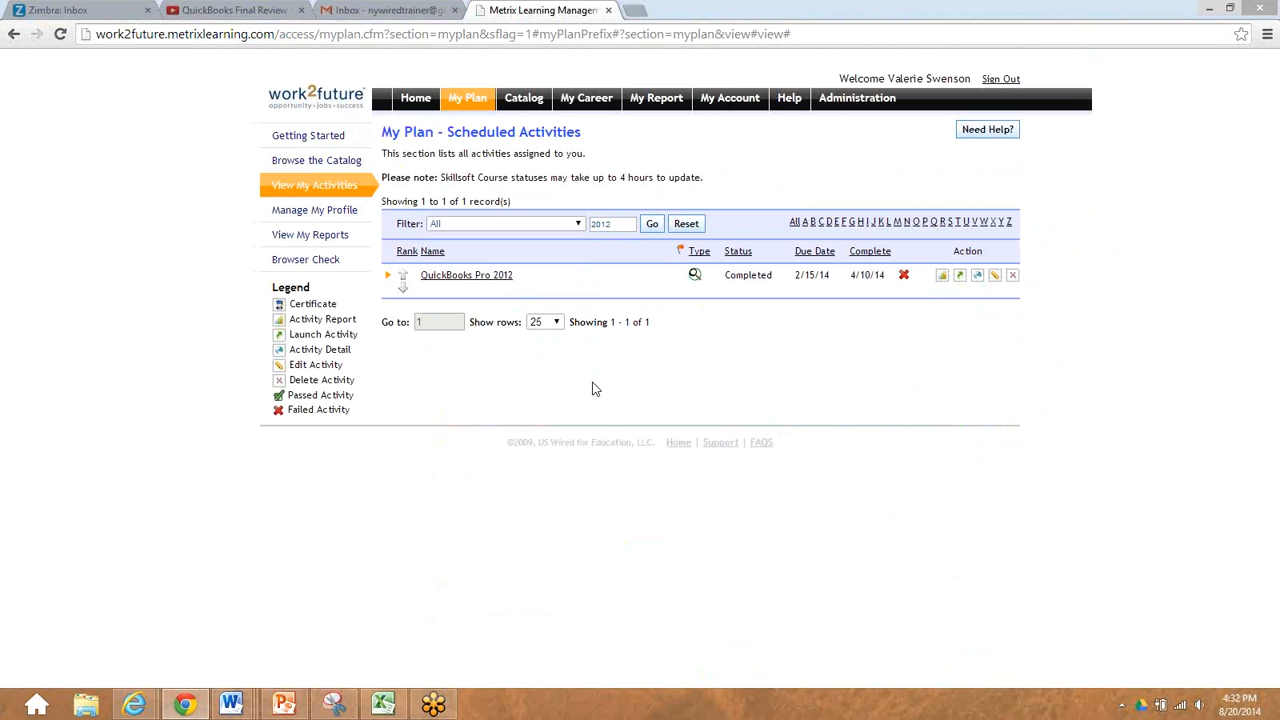 Zimbra: Inbox
QuickBooks Final Review
Inbox - nywiredtrainer@g
Metrix Learning Manage
work2future.metrixlearning.com/access/myplan.cfm?section=myplan&sflag=1#myPlanPrefix#?section=myplan&view#view#
Welcome Valerie Swenson Sign Out
work2future
opportunity • jobs • success
Home My Plan Catalog My Career My Report My Account Help Administration
Getting Started
Browse the Catalog
View My Activities
Manage My Profile
View My Reports
Browser Check
Legend
Certificate
Activity Report
Launch Activity
Activity Detail
Edit Activity
Delete Activity
Passed Activity
Failed Activity
My Plan - Scheduled Activities
Need Help?
This section lists all activities assigned to you.
Please note: Skillsoft Course statuses may take up to 4 hours to update.
Showing 1 to 1 of 1 record(s)
Filter: All 2012 Go Reset All A B C D E F G H I J K L M N O P Q R S T U V W X Y Z
Rank Name Type Status Due Date Complete Action
QuickBooks Pro 2012 Completed 2/15/14 4/10/14
Go to: 1 Show rows: 25 Showing 1 - 1 of 1
©2009, US Wired for Education, LLC. Home | Support | FAQS
4:32 PM
8/20/2014